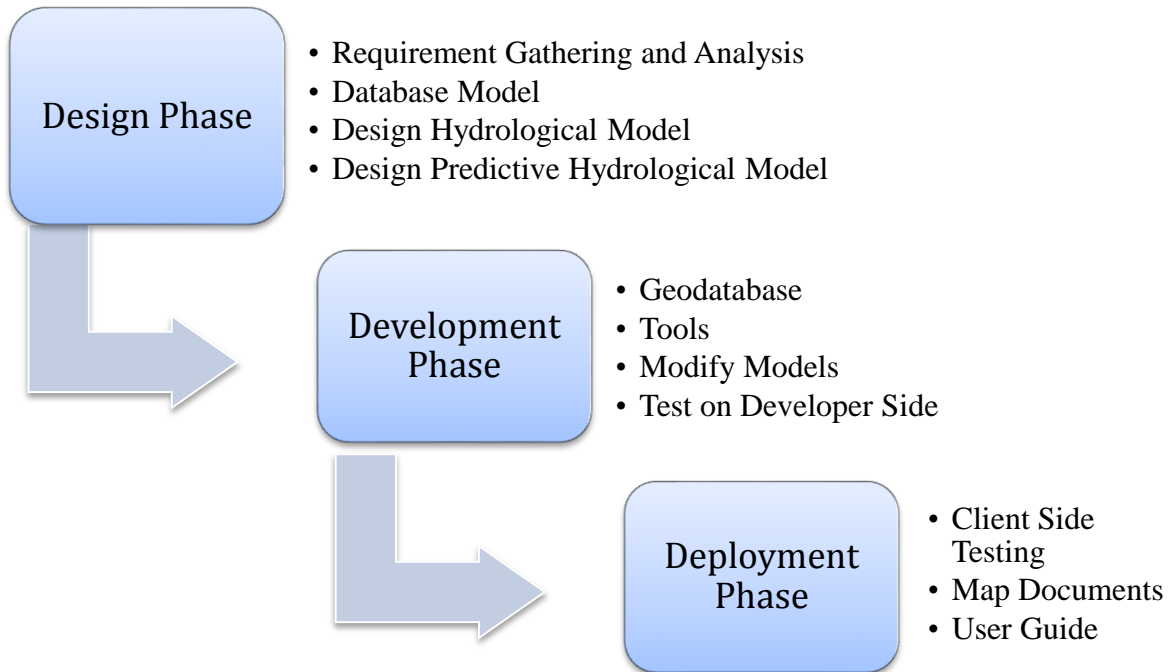 Design Phase
• Requirement Gathering and Analysis
• Database Model
• Design Hydrological Model
• Design Predictive Hydrological Model
Development
Phase
• Geodatabase
• Tools
• Modify Models
• Test on Developer Side
Deployment
Phase
• Client Side
Testing
• Map Documents
• User Guide